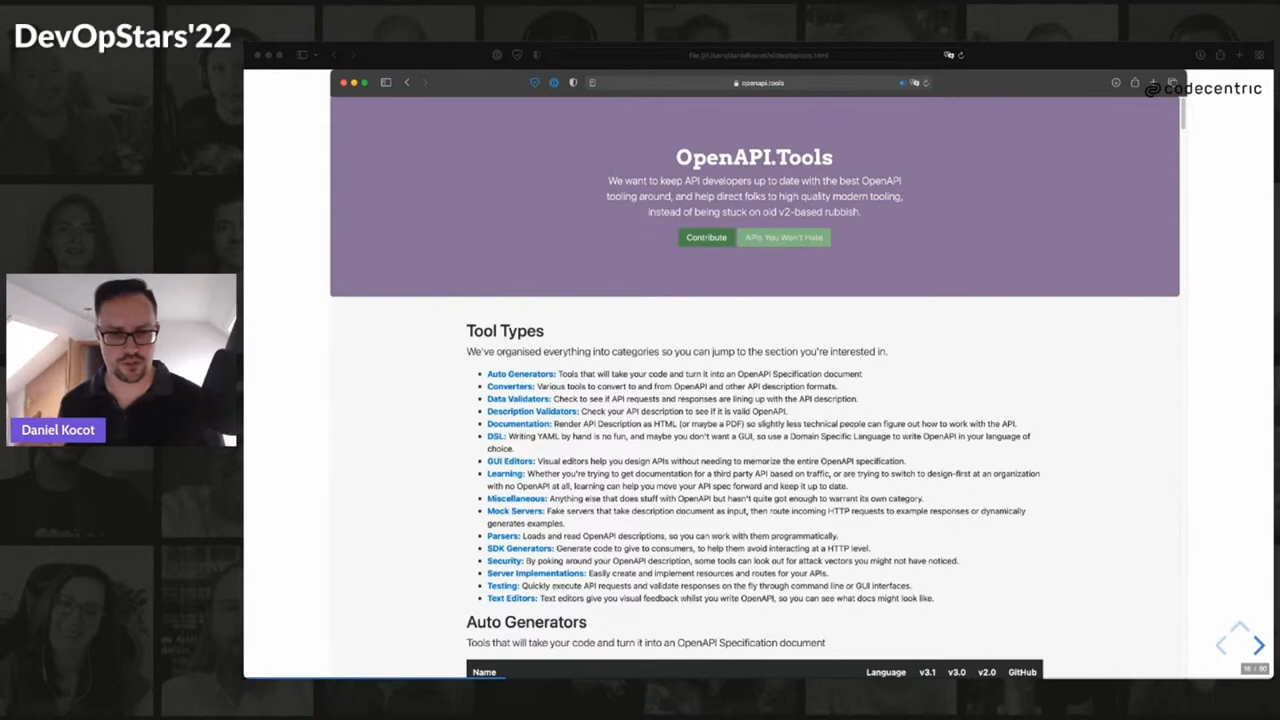 DevOpStars'22
codecentric
openapi.tools
OpenAPI.Tools
We want to keep API developers up to date with the best OpenAPI
tooling around, and help direct folks to high quality modern tooling,
instead of being stuck on old v2-based rubbish.
Contribute
APIs You Won't Hate
Daniel Kocot
Tool Types
We've organised everything into categories so you can jump to the section you're interested in.
Auto Generators: Tools that will take your code and turn it into an OpenAPI Specification document
Converters: Various tools to convert to and from OpenAPI and other API description formats.
Data Validators: Check to see if API requests and responses are lining up with the API description.
Description Validators: Check your API description to see if it is valid OpenAPI.
Documentation: Render API Description as HTML (or maybe a PDF) so slightly less technical people can figure out how to work with the API.
DSL: Writing YAML by hand is no fun, and maybe you don't want a GUI, so use a Domain Specific Language to write OpenAPI in your language of
choice.
GUI Editors: Visual editors help you design APIs without needing to memorize the entire OpenAPI specification.
Learning: Whether you're trying to get documentation for a third party API based on traffic, or are trying to switch to design-first at an organization
with no OpenAPI at all, learning can help you move your API spec forward and keep it up to date.
Miscellaneous: Anything else that does stuff with OpenAPI but hasn't quite got enough to warrant its own category.
Mock Servers: Fake servers that take description document as input, then route incoming HTTP requests to example responses or dynamically
generates examples.
Parsers: Loads and read OpenAPI descriptions, so you can work with them programmatically.
SDK Generators: Generate code to give to consumers, to help them avoid interacting at a HTTP level.
Security: By poking around your OpenAPI description, some tools can look out for attack vectors you might not have noticed.
Server Implementations: Easily create and implement resources and routes for your APIs.
Testing: Quickly execute API requests and validate responses on the fly through command line or GUI interfaces.
Text Editors: Text editors give you visual feedback whilst you write OpenAPI, so you can see what docs might look like.
Auto Generators
Tools that will take your code and turn it into an OpenAPI Specification document
Name Language v3.1 v3.0 v2.0 GitHub